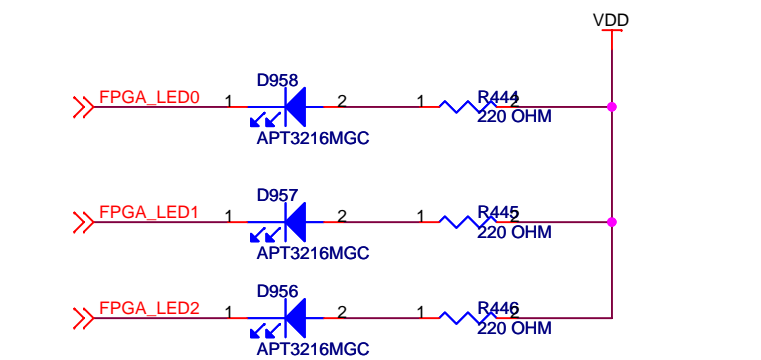 VDD
D958
FPGA_LED0 1 2 1 R444 2
220 OHM
APT3216MGC
D957
FPGA_LED1 1 2 1 R445 2
220 OHM
APT3216MGC
D956
FPGA_LED2 1 2 1 R446 2
220 OHM
APT3216MGC